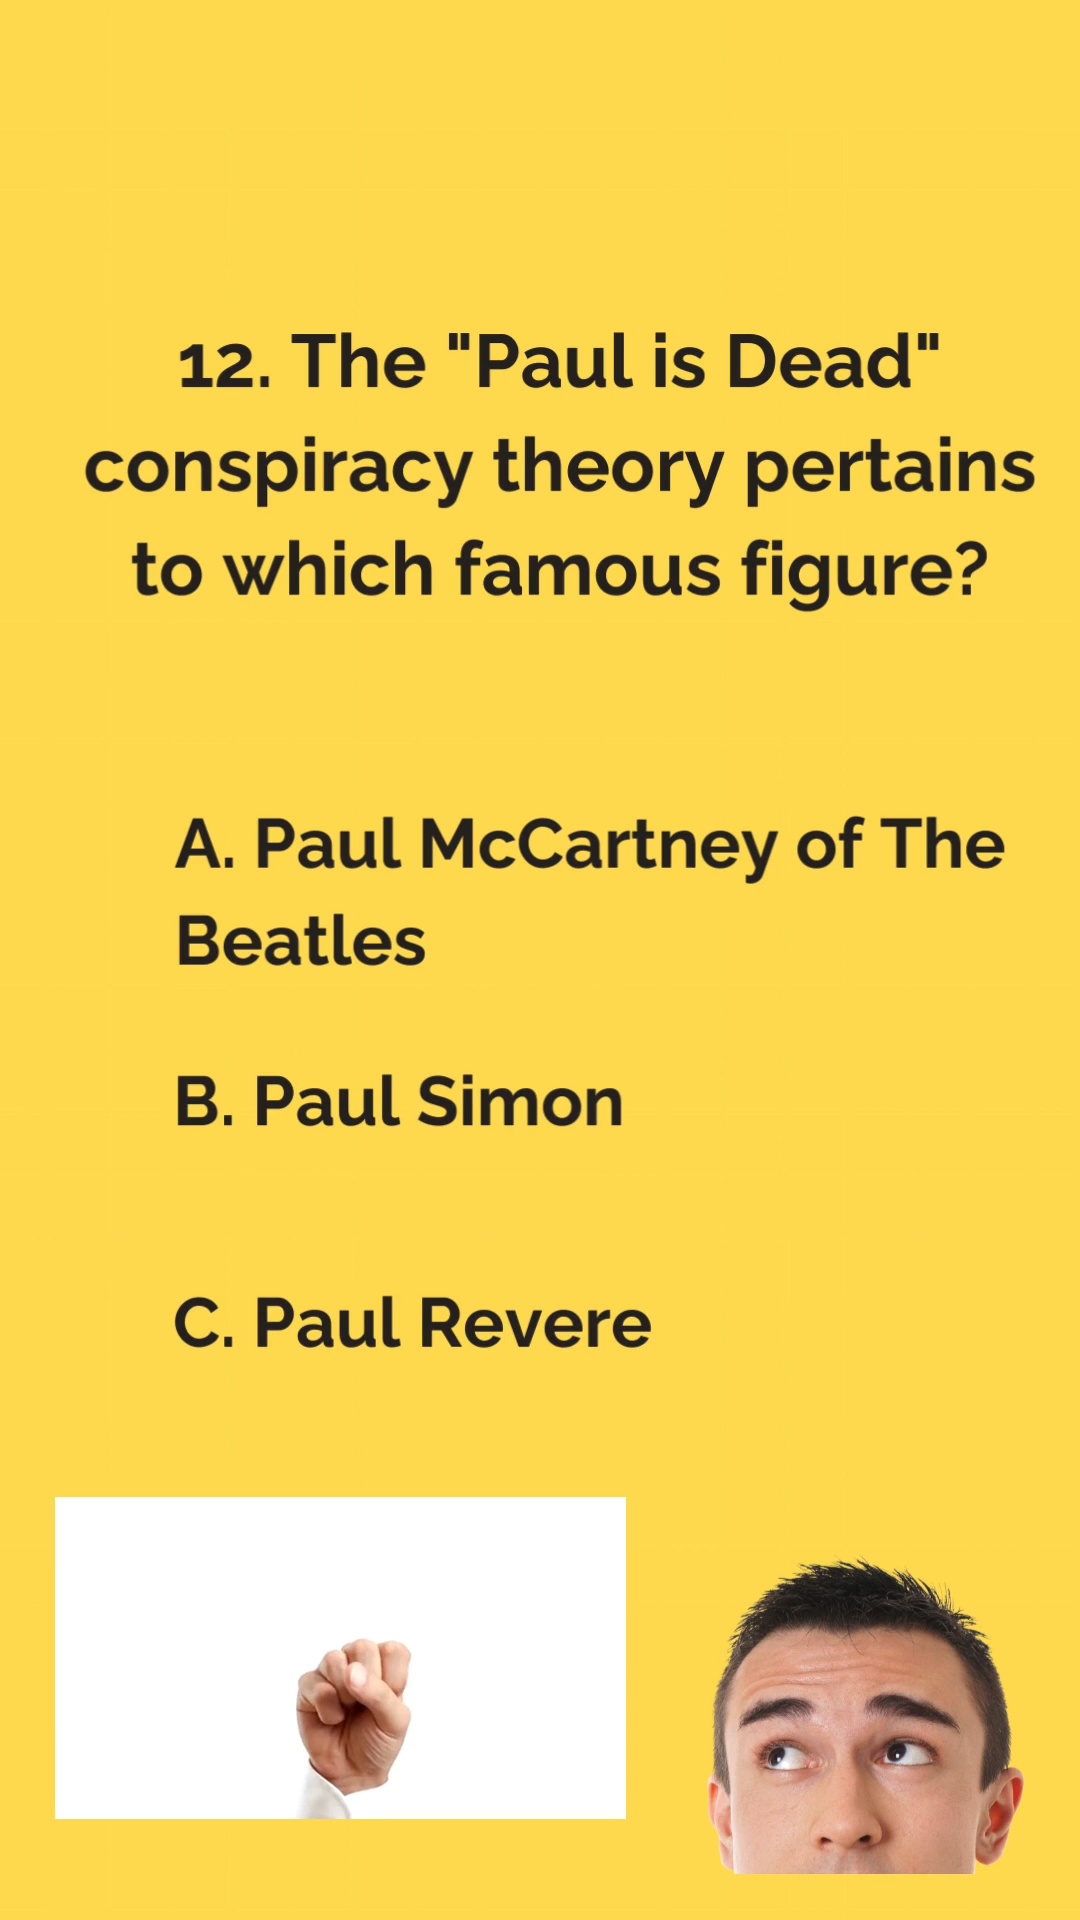 12. The "Paul is Dead"
conspiracy theory pertains
to which famous figure?
A. Paul McCartney of The
Beatles
B. Paul Simon
C. Paul Revere